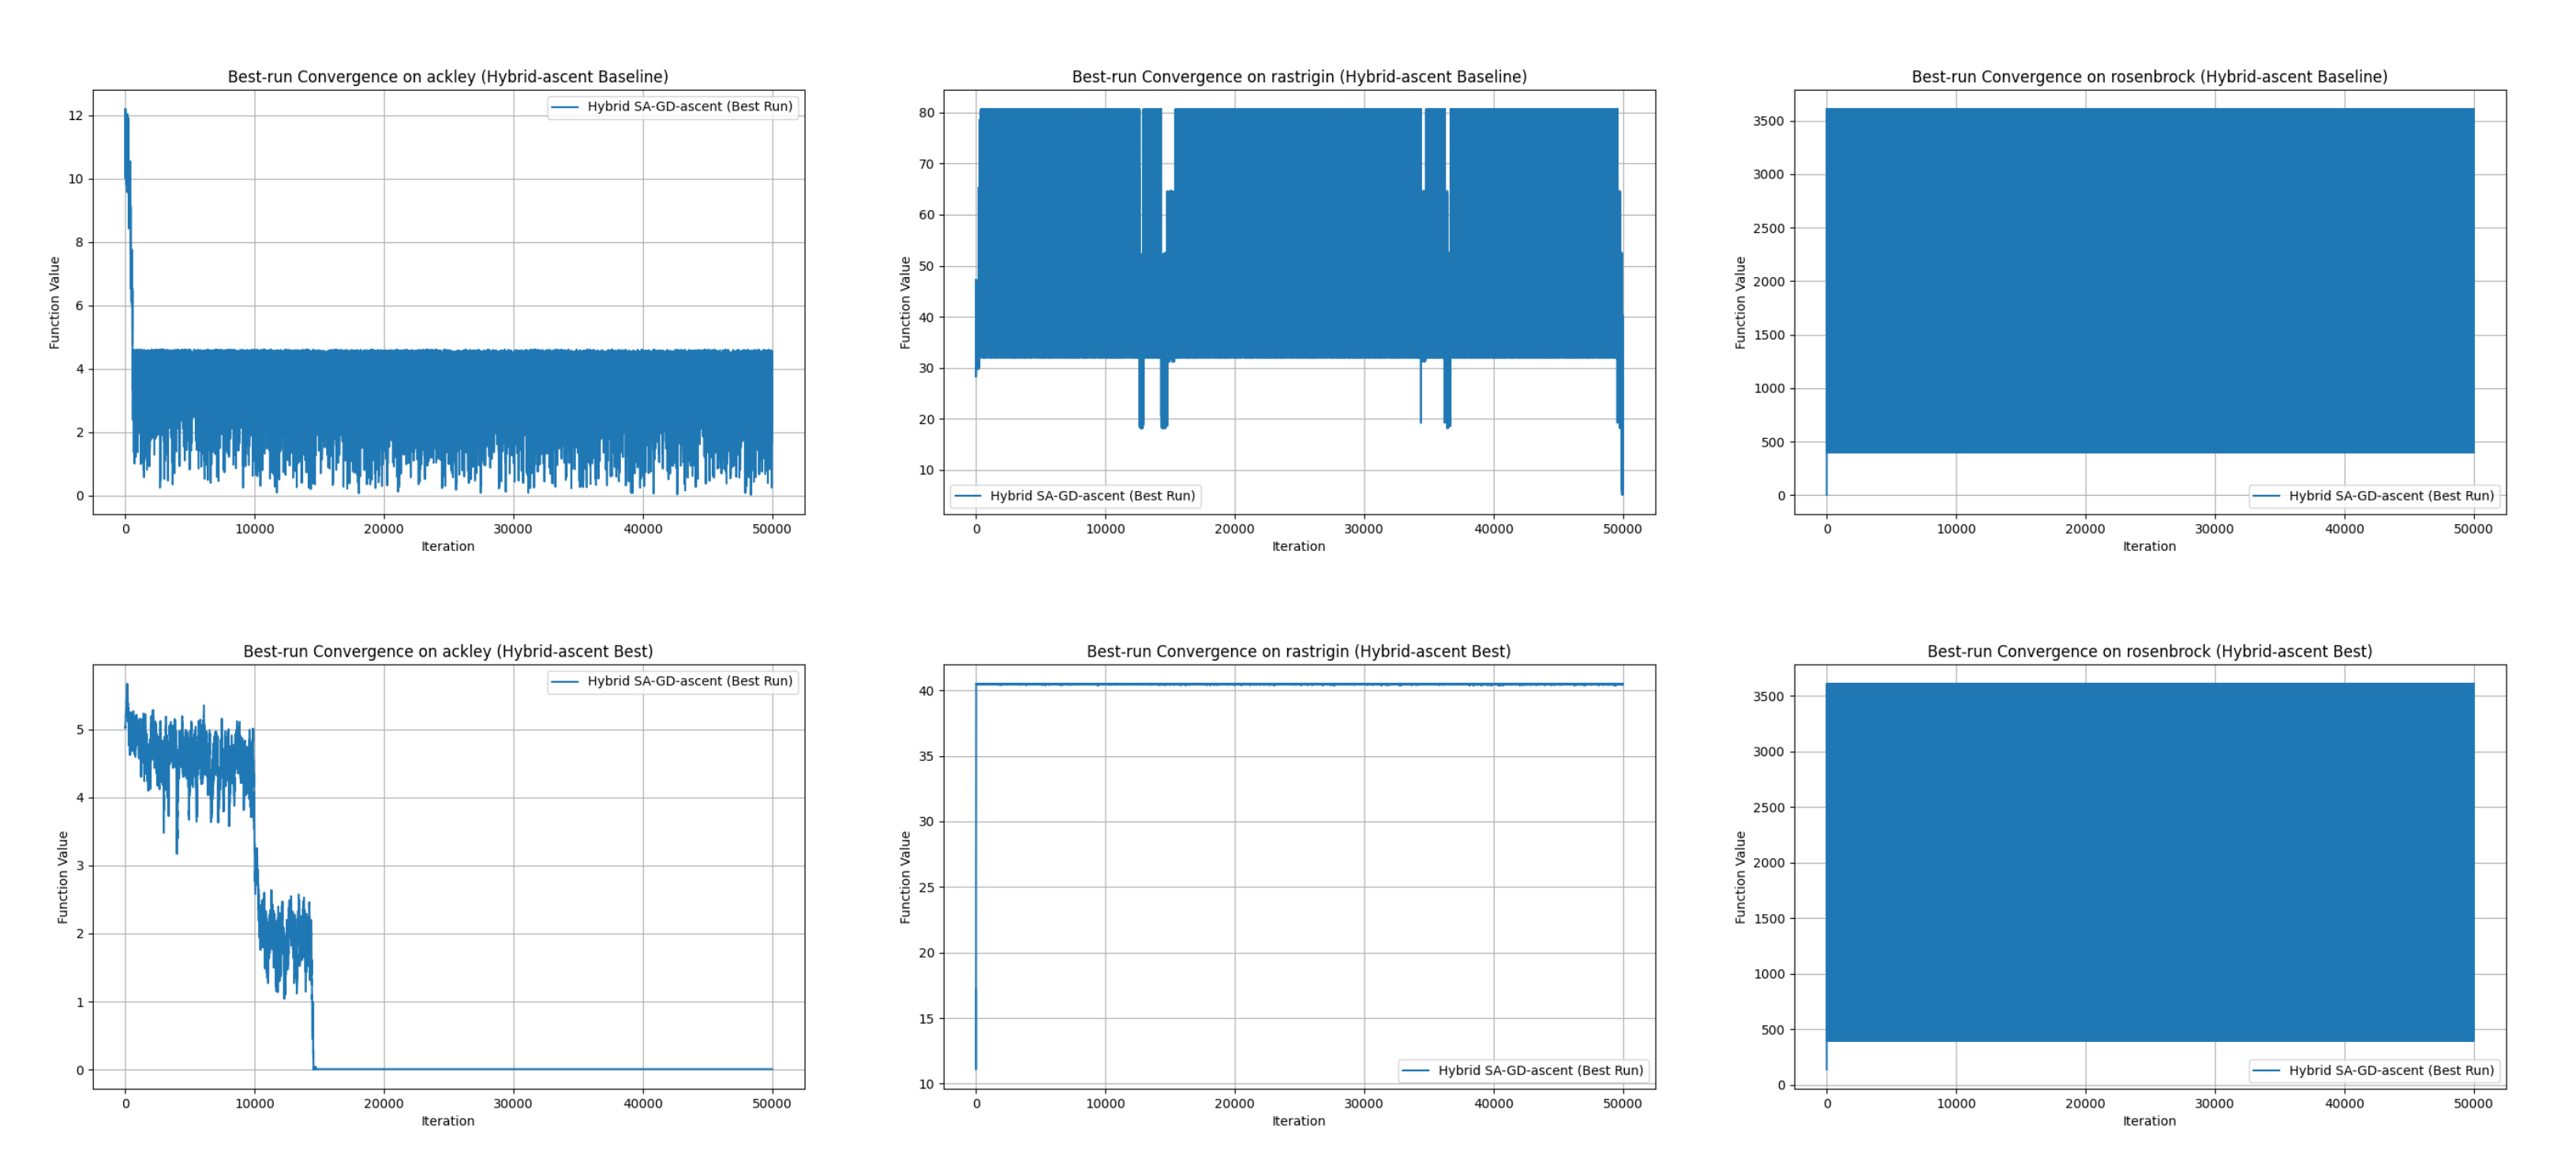 Best-run Convergence on ackley (Hybrid-ascent Baseline)
Hybrid SA-GD-ascent (Best Run)
Function Value
12
10
8
6
4
2
0
0 10000 20000 30000 40000 50000
Iteration
Best-run Convergence on rastrigin (Hybrid-ascent Baseline)
Function Value
80
70
60
50
40
30
20
10
Hybrid SA-GD-ascent (Best Run)
0 10000 20000 30000 40000 50000
Iteration
Best-run Convergence on rosenbrock (Hybrid-ascent Baseline)
Function Value
3500
3000
2500
2000
1500
1000
500
0
Hybrid SA-GD-ascent (Best Run)
0 10000 20000 30000 40000 50000
Iteration
Best-run Convergence on ackley (Hybrid-ascent Best)
Hybrid SA-GD-ascent (Best Run)
Function Value
5
4
3
2
1
0
0 10000 20000 30000 40000 50000
Iteration
Best-run Convergence on rastrigin (Hybrid-ascent Best)
Function Value
40
35
30
25
20
15
10
Hybrid SA-GD-ascent (Best Run)
0 10000 20000 30000 40000 50000
Iteration
Best-run Convergence on rosenbrock (Hybrid-ascent Best)
Function Value
3500
3000
2500
2000
1500
1000
500
0
Hybrid SA-GD-ascent (Best Run)
0 10000 20000 30000 40000 50000
Iteration